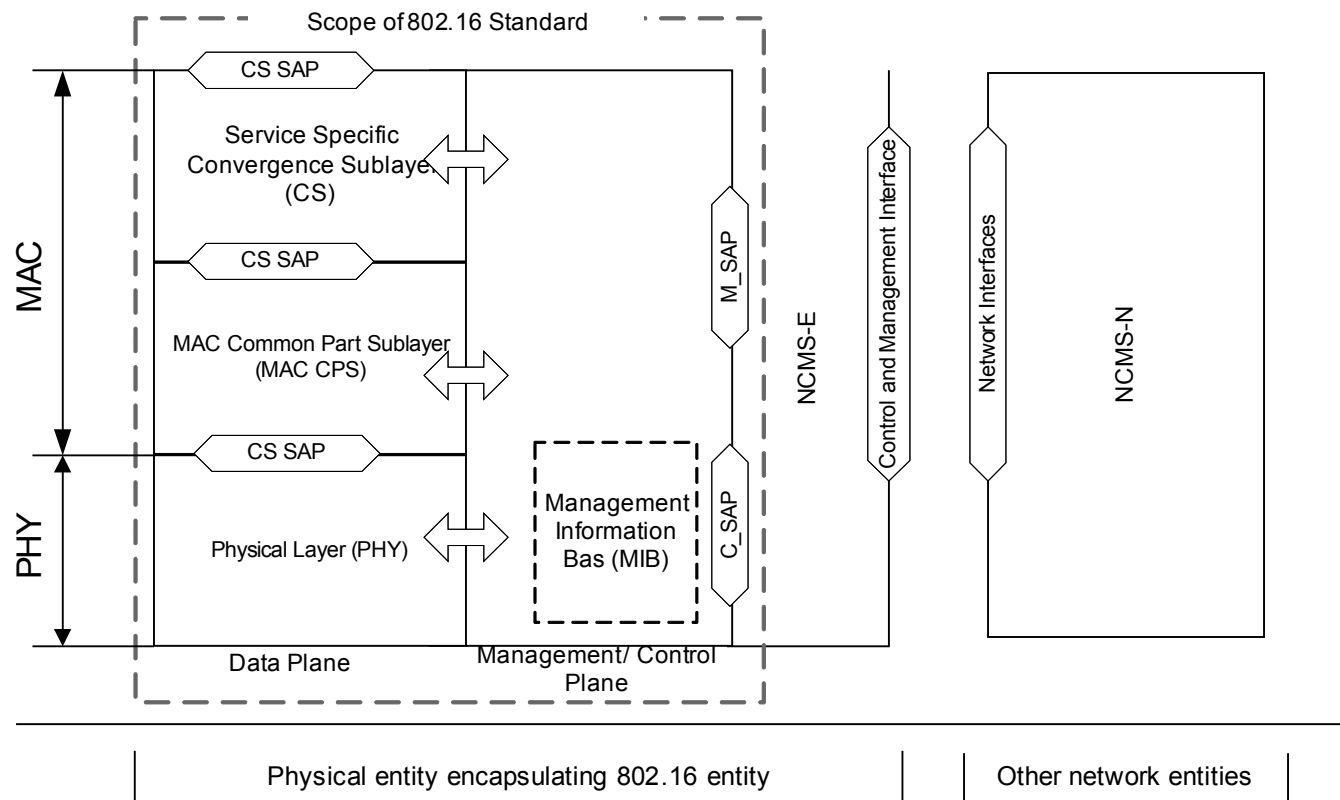 Scope of 802.16 Standard
CS SAP
Service Specific
Convergence Sublayer
(CS)
CS SAP
MAC Common Part Sublayer
(MAC CPS)
CS SAP
Physical Layer (PHY)
Data Plane
MAC
PHY
Management
Information
Bas (MIB)
Management/ Control
Plane
M_SAP
C_SAP
NCMS-E
Control and Management Interface
Network Interfaces
NCMS-N
Physical entity encapsulating 802.16 entity
Other network entities